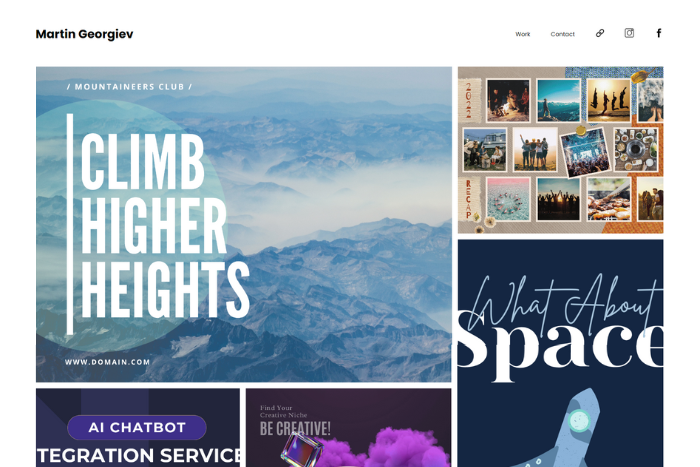 Martin Georgiev
Work
Contact
/ MOUNTAINEERS CLUB /
CLIMB
HIGHER
HEIGHTS
WWW.DOMAIN.COM
2022
RECAP
What About
Space
AI CHATBOT
TEGRATION SERVICE
Find Your
Creative Niche
BE CREATIVE!